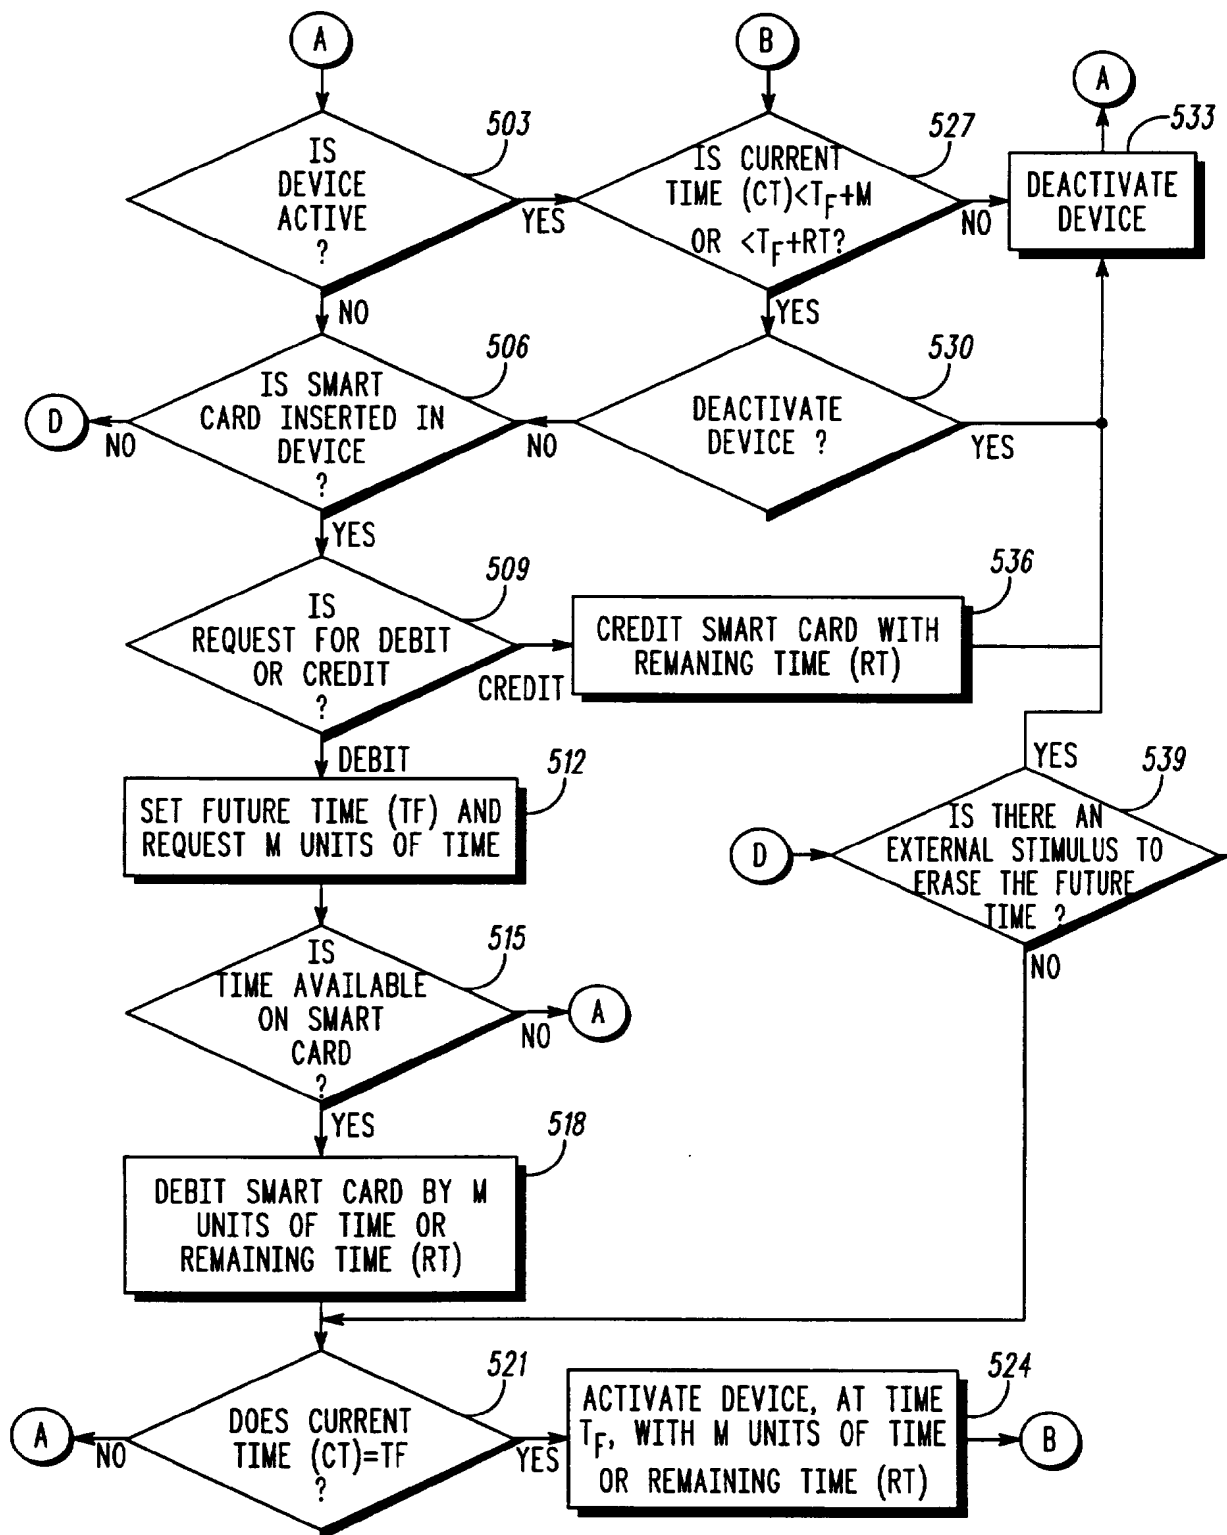 A
B
A
503
527
533
IS
DEVICE
ACTIVE
?
YES
IS CURRENT
TIME (CT)<TF+M
OR <TF+RT?
NO
DEACTIVATE
DEVICE
NO
YES
506
530
D
NO
IS SMART
CARD INSERTED IN
DEVICE
?
NO
DEACTIVATE
DEVICE ?
YES
YES
509
536
IS
REQUEST FOR DEBIT
OR CREDIT
?
CREDIT
CREDIT SMART CARD WITH
REMANING TIME (RT)
DEBIT
512
YES
539
SET FUTURE TIME (TF) AND
REQUEST M UNITS OF TIME
D
IS THERE AN
EXTERNAL STIMULUS TO
ERASE THE FUTURE
TIME ?
NO
515
IS
TIME AVAILABLE
ON SMART
CARD
?
NO
A
YES
518
DEBIT SMART CARD BY M
UNITS OF TIME OR
REMAINING TIME (RT)
521
524
A
NO
DOES CURRENT
TIME (CT)=TF
?
YES
ACTIVATE DEVICE, AT TIME
TF, WITH M UNITS OF TIME
OR REMAINING TIME (RT)
B